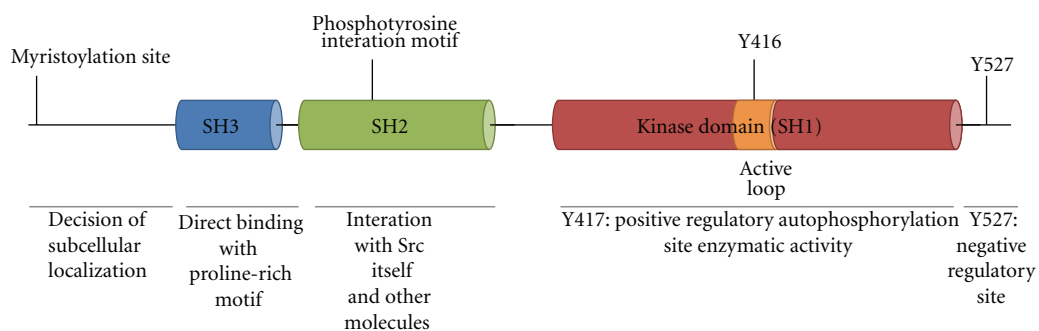 Myristoylation site
Phosphotyrosine
interation motif
Y416
Y527
SH3
SH2
Kinase domain (SH1)
Active
loop
Decision of
subcellular
localization
Direct binding
with
proline-rich
motif
Interation
with Src
itself
and other
molecules
Y417: positive regulatory autophosphorylation
site enzymatic activity
Y527:
negative
regulatory
site